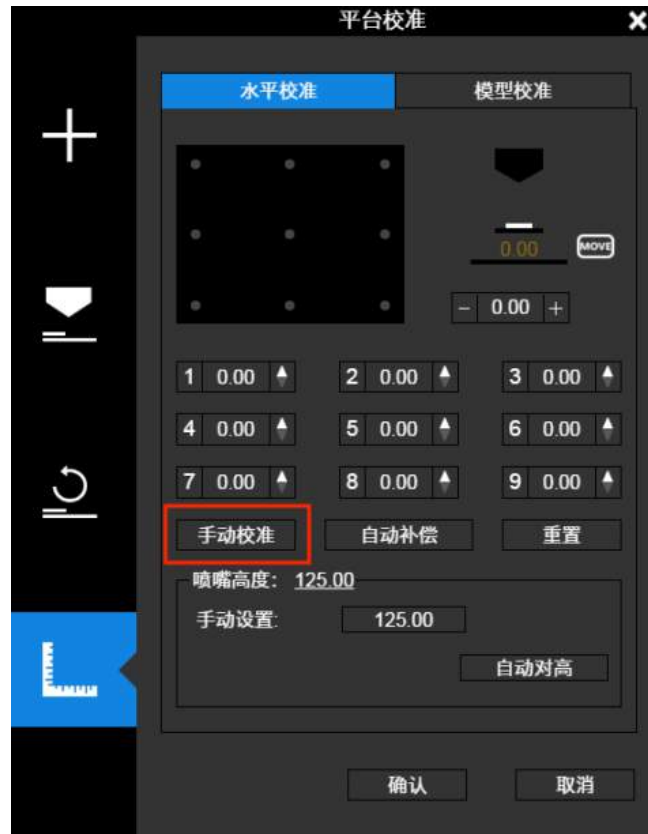 平台校准
水平校准 模型校准
0.00 MOVE
- 0.00 +
1 0.00 2 0.00 3 0.00
4 0.00 5 0.00 6 0.00
7 0.00 8 0.00 9 0.00
手动校准 自动补偿 重置
喷嘴高度: 125.00
手动设置: 125.00
自动对高
确认 取消